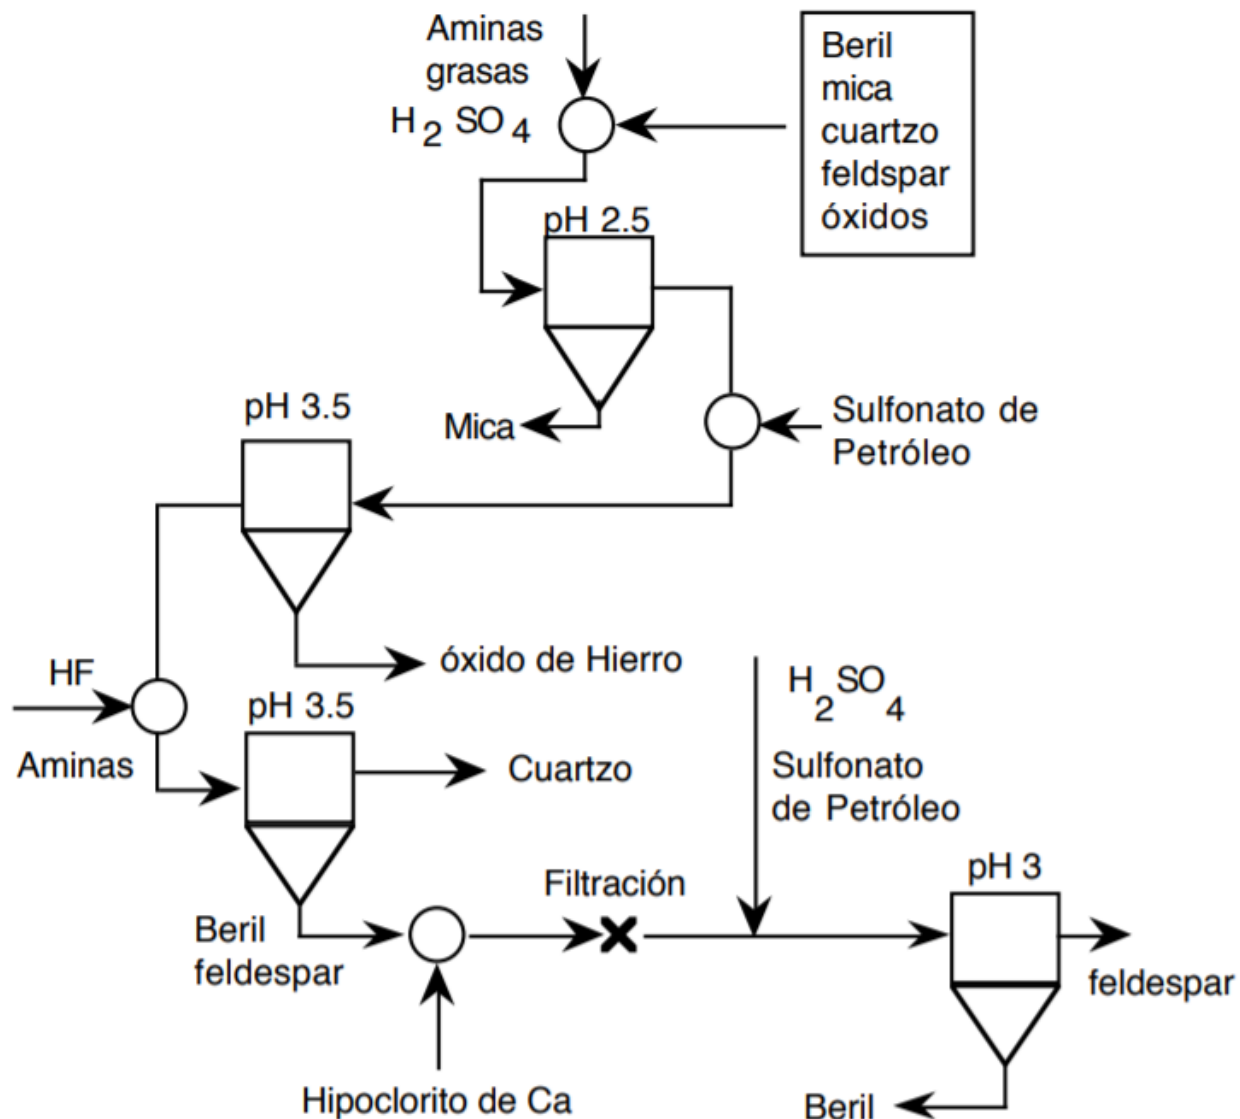 Aminas
grasas
H2SO4
Beril
mica
cuartzo
feldspar
óxidos
pH 2.5
Mica
Sulfonato de
Petróleo
pH 3.5
óxido de Hierro
HF
Aminas
pH 3.5
Cuartzo
H2SO4
Sulfonato
de Petróleo
Beril
feldespar
Filtración
pH 3
feldespar
Hipoclorito de Ca
Beril